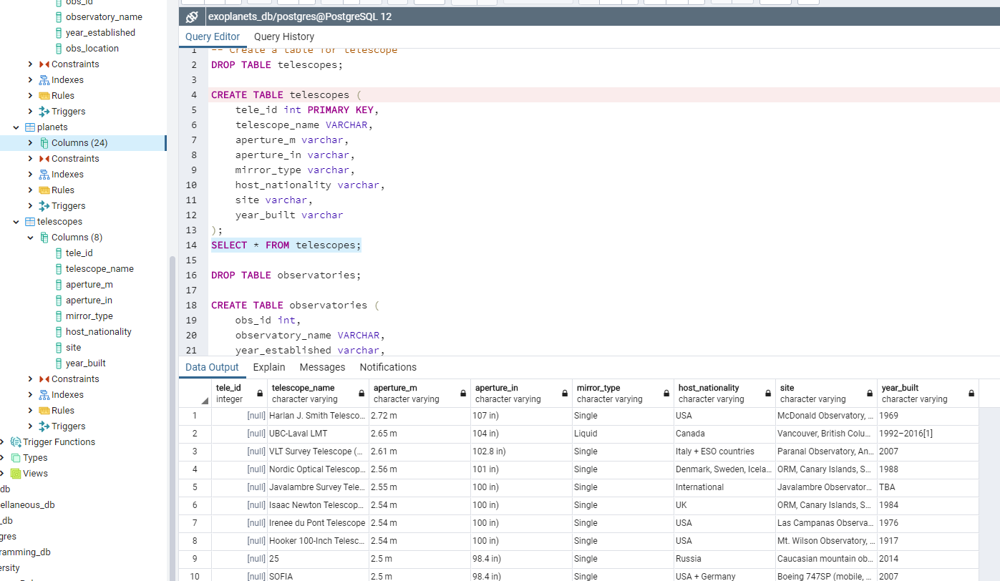 obs_id
observatory_name
year_established
obs_location
Constraints
Indexes
Rules
Triggers
planets
Columns (24)
Constraints
Indexes
Rules
Triggers
telescopes
Columns (8)
tele_id
telescope_name
aperture_m
aperture_in
mirror_type
host_nationality
site
year_built
Constraints
Indexes
Rules
Triggers
Trigger Functions
Types
Views
db
ellaneous_db
_db
gres
ramming_db
ersity
exoplanets_db/postgres@PostgreSQL 12
Query Editor Query History
1 -- Create a table for telescope
2 DROP TABLE telescopes;
3
4 CREATE TABLE telescopes (
5 tele_id int PRIMARY KEY,
6 telescope_name VARCHAR,
7 aperture_m varchar,
8 aperture_in varchar,
9 mirror_type varchar,
10 host_nationality varchar,
11 site varchar,
12 year_built varchar
13 );
14 SELECT * FROM telescopes;
15
16 DROP TABLE observatories;
17
18 CREATE TABLE observatories (
19 obs_id int,
20 observatory_name VARCHAR,
21 year_established varchar,
Data Output Explain Messages Notifications
tele_id telescope_name aperture_m aperture_in mirror_type host_nationality site year_built
integer character varying character varying character varying character varying character varying character varying character varying
1 [null] Harlan J. Smith Telesco... 2.72 m 107 in) Single USA McDonald Observatory, ... 1969
2 [null] UBC-Laval LMT 2.65 m 104 in) Liquid Canada Vancouver, British Colu... 1992–2016[1]
3 [null] VLT Survey Telescope (... 2.61 m 102.8 in) Single Italy + ESO countries Paranal Observatory, An... 2007
4 [null] Nordic Optical Telescop... 2.56 m 101 in) Single Denmark, Sweden, Icela... ORM, Canary Islands, S... 1988
5 [null] Javalambre Survey Tele... 2.55 m 100 in) Single International Javalambre Observator... TBA
6 [null] Isaac Newton Telescop... 2.54 m 100 in) Single UK ORM, Canary Islands, S... 1984
7 [null] Irenee du Pont Telescope 2.54 m 100 in) Single USA Las Campanas Observa... 1976
8 [null] Hooker 100-Inch Telesc... 2.54 m 100 in) Single USA Mt. Wilson Observatory, ... 1917
9 [null] 25 2.5 m 98.4 in) Single Russia Caucasian mountain ob... 2014
10 [null] SOFIA 2.5 m 98.4 in) Single USA + Germany Boeing 747SP (mobile, ... 2007